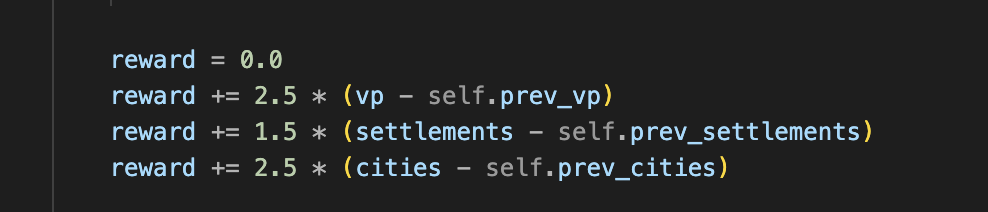 reward = 0.0
reward += 2.5 * (vp - self.prev_vp)
reward += 1.5 * (settlements - self.prev_settlements)
reward += 2.5 * (cities - self.prev_cities)